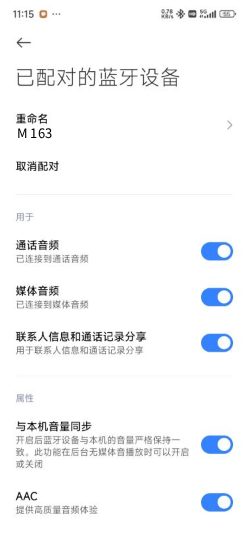 11:15 ...
0.78 KB/S 5G 55
已配对的蓝牙设备
重命名
M 163
取消配对
用于
通话音频
已连接到通话音频
媒体音频
已连接到媒体音频
联系人信息和通话记录分享
用于联系人信息和通话记录分享
属性
与本机音量同步
开启后蓝牙设备与本机的音量严格保持一
致。此功能在后台无媒体音播放时可以开启
或关闭
AAC
提供高质量音频体验